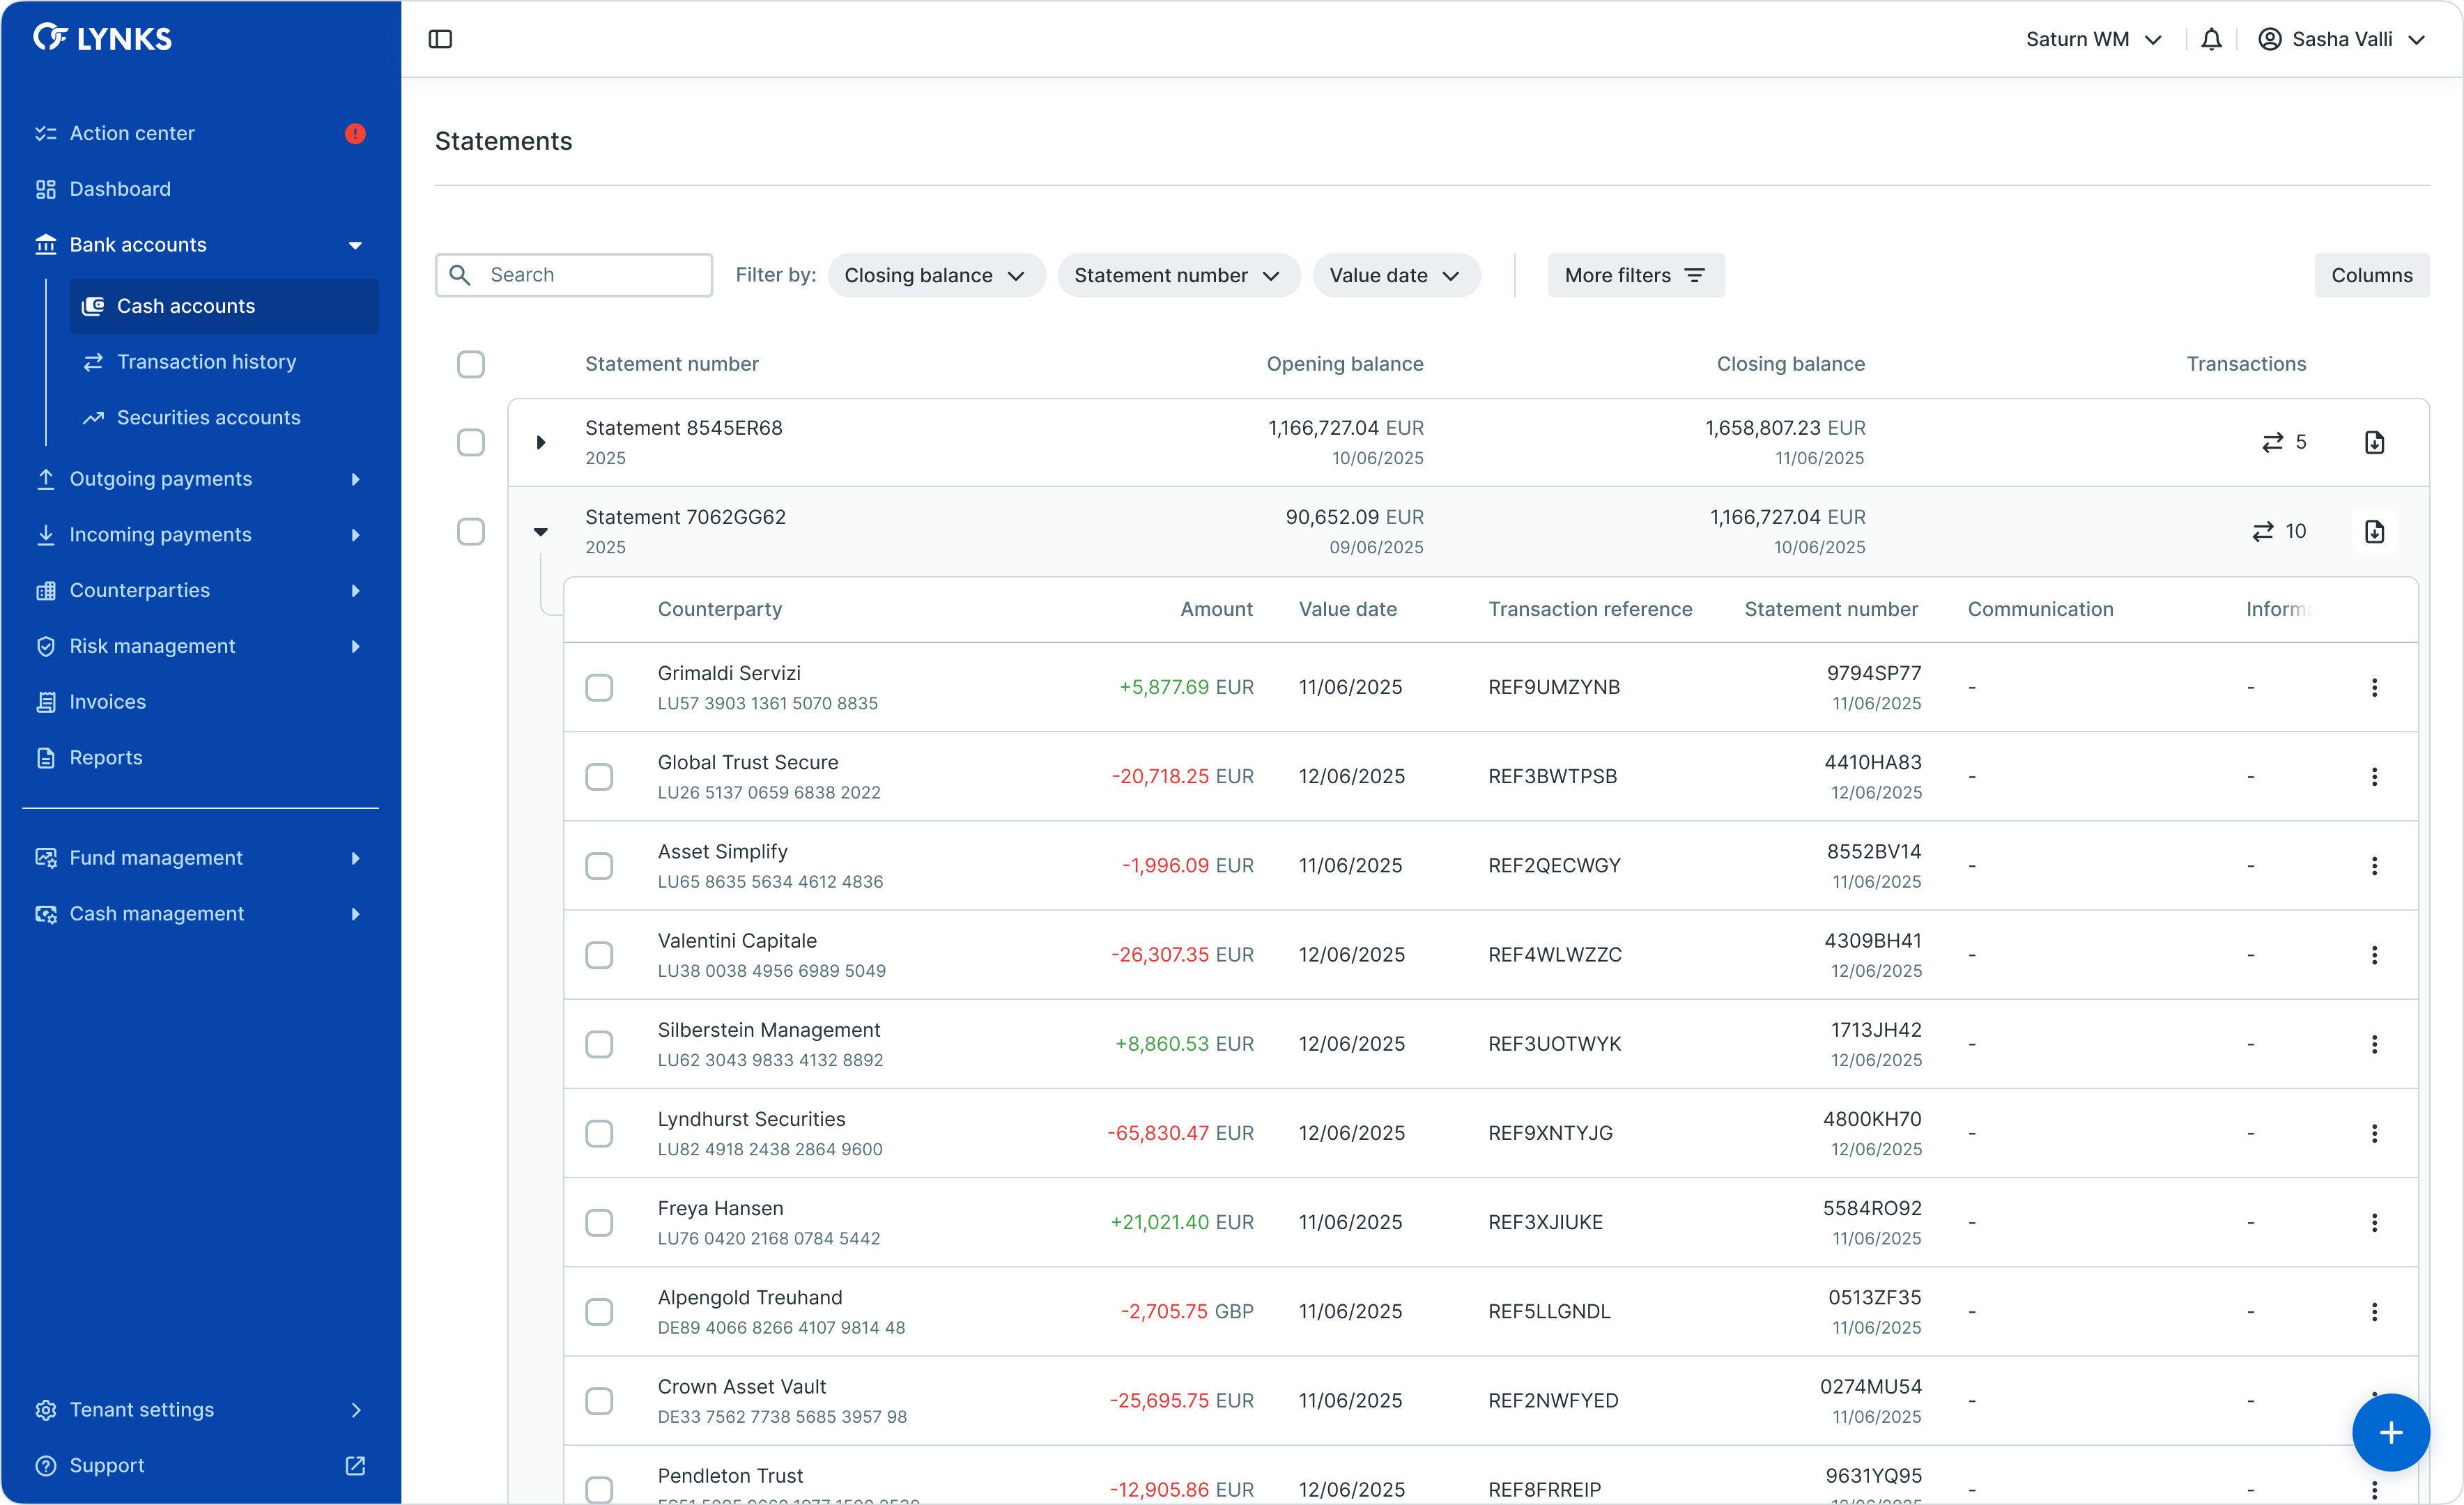 LYNKS
Saturn WM
Sasha Valli
Action center
Dashboard
Bank accounts
Cash accounts
Transaction history
Securities accounts
Outgoing payments
Incoming payments
Counterparties
Risk management
Invoices
Reports
Fund management
Cash management
Tenant settings
Support
Statements
Search Filter by: Closing balance Statement number Value date More filters Columns
Statement number Opening balance Closing balance Transactions
Statement 8545ER68 1,166,727.04 EUR 1,658,807.23 EUR 5
2025 10/06/2025 11/06/2025
Statement 7062GG62 90,652.09 EUR 1,166,727.04 EUR 10
2025 09/06/2025 10/06/2025
Counterparty Amount Value date Transaction reference Statement number Communication
Grimaldi Servizi +5,877.69 EUR 11/06/2025 REF9UMZYNB 9794SP77 - -
LU57 3903 1361 5070 8835 11/06/2025
Global Trust Secure -20,718.25 EUR 12/06/2025 REF3BWTPSB 4410HA83 - -
LU26 5137 0659 6838 2022 12/06/2025
Asset Simplify -1,996.09 EUR 11/06/2025 REF2QECWGY 8552BV14 - -
LU65 8635 5634 4612 4836 11/06/2025
Valentini Capitale -26,307.35 EUR 12/06/2025 REF4WLWZZC 4309BH41 - -
LU38 0038 4956 6989 5049 12/06/2025
Silberstein Management +8,860.53 EUR 12/06/2025 REF3UOTWYK 1713JH42 - -
LU62 3043 9833 4132 8892 12/06/2025
Lyndhurst Securities -65,830.47 EUR 12/06/2025 REF9XNTYJG 4800KH70 - -
LU82 4918 2438 2864 9600 12/06/2025
Freya Hansen +21,021.40 EUR 11/06/2025 REF3XJIUKE 5584RO92 - -
LU76 0420 2168 0784 5442 11/06/2025
Alpengold Treuhand -2,705.75 GBP 11/06/2025 REF5LLGNDL 0513ZF35 - -
DE89 4066 8266 4107 9814 48 11/06/2025
Crown Asset Vault -25,695.75 EUR 11/06/2025 REF2NWFYED 0274MU54 - -
DE33 7562 7738 5685 3957 98 11/06/2025
Pendleton Trust -12,905.86 EUR 12/06/2025 REF8FRREIP 9631YQ95 - -